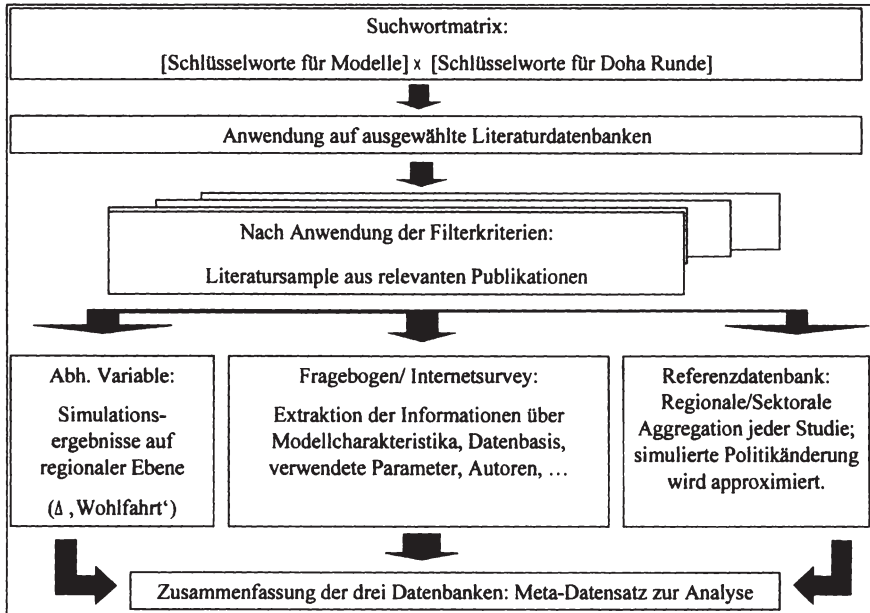 Suchwortmatrix:
[Schlüsselworte für Modelle] x [Schlüsselworte für Doha Runde]
Anwendung auf ausgewählte Literaturdatenbanken
Nach Anwendung der Filterkriterien:
Literatursample aus relevanten Publikationen
Abh. Variable:
Simulations-
ergebnisse auf
regionaler Ebene
(Δ ‚Wohlfahrt‘)
Fragebogen/ Internetsurvey:
Extraktion der Informationen über
Modellcharakteristika, Datenbasis,
verwendete Parameter, Autoren, …
Referenzdatenbank:
Regionale/Sektorale
Aggregation jeder Studie;
simulierte Politikänderung
wird approximiert.
Zusammenfassung der drei Datenbanken: Meta-Datensatz zur Analyse